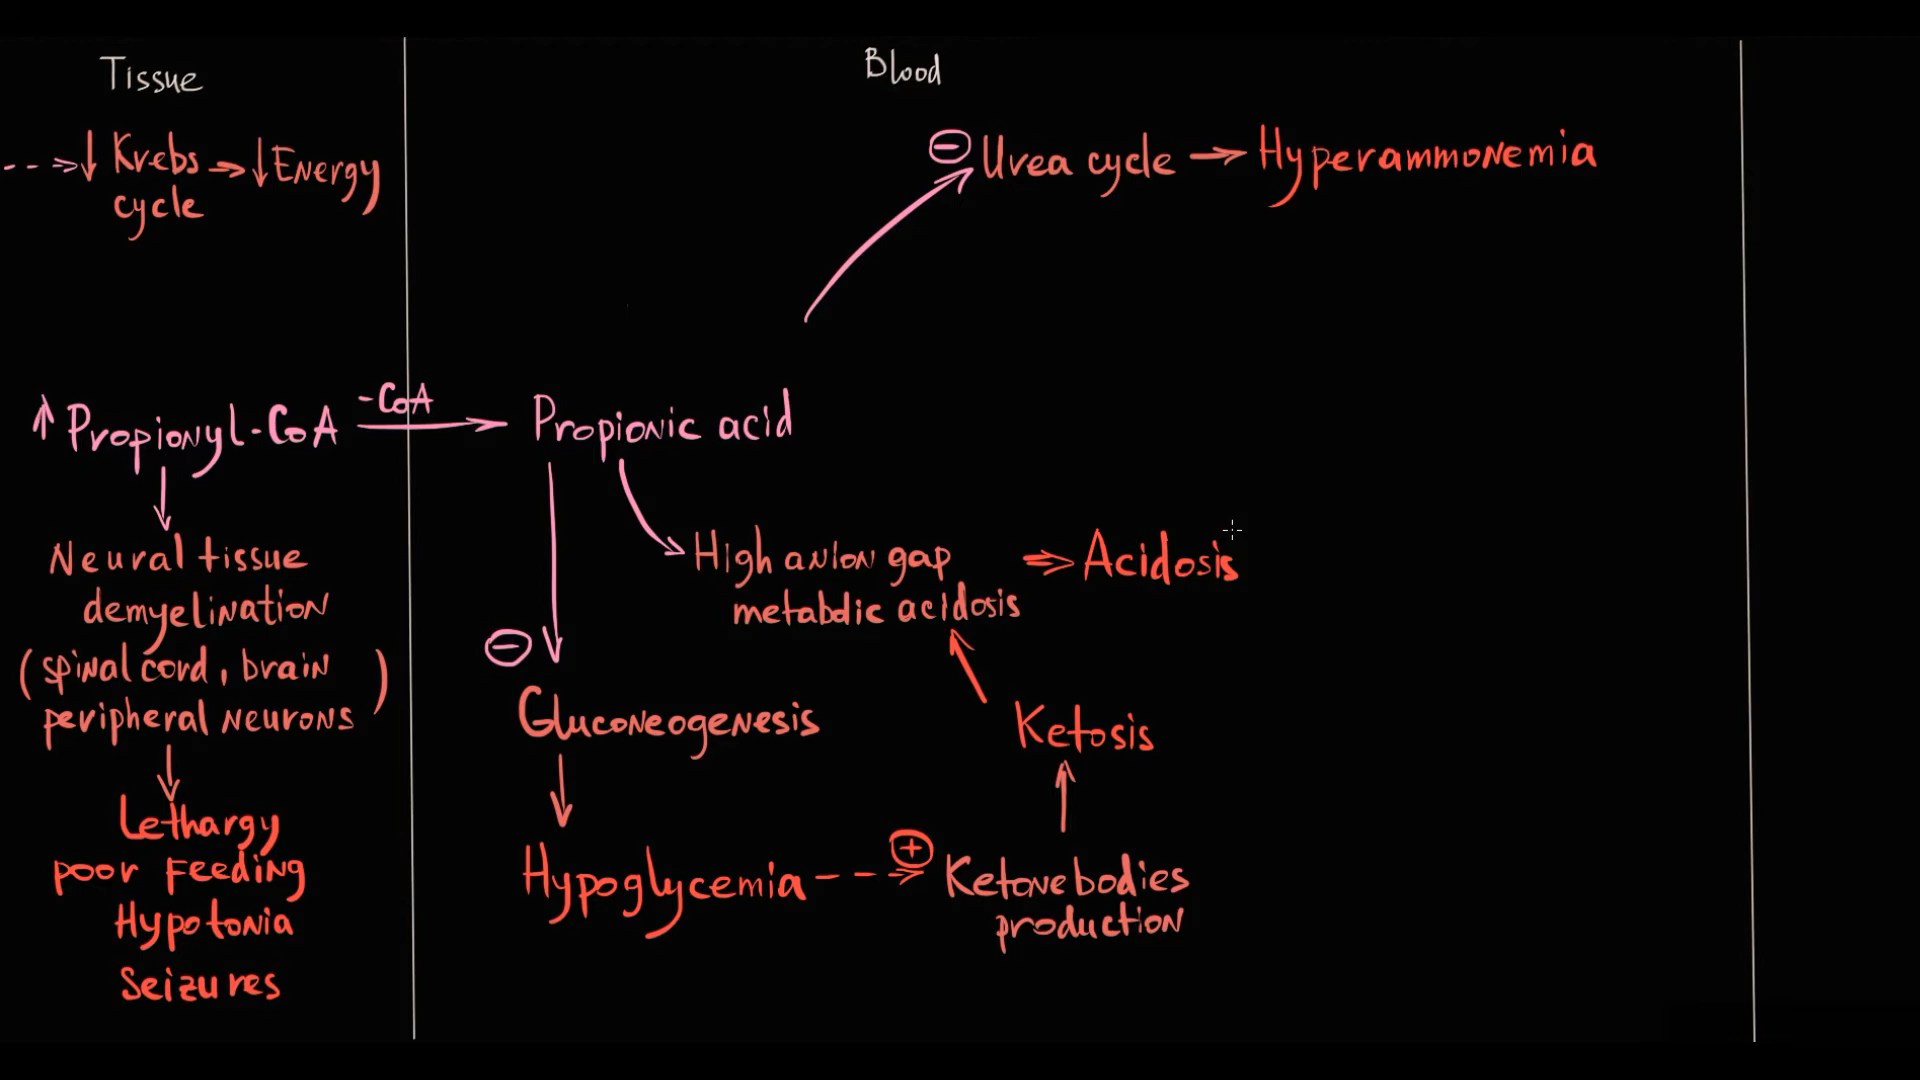 Tissue
Blood
↓ Krebs cycle → ↓ Energy
⊖ Urea cycle → Hyperammonemia
↑ Propionyl-CoA
-CoA
Propionic acid
Neural tissue
demyelination
(spinal cord, brain
peripheral neurons)
Lethargy
poor feeding
Hypotonia
Seizures
High anion gap
metabolic acidosis
⇒ Acidosis
⊖
Gluconeogenesis
Ketosis
Hypoglycemia
⊕
Ketone bodies
production